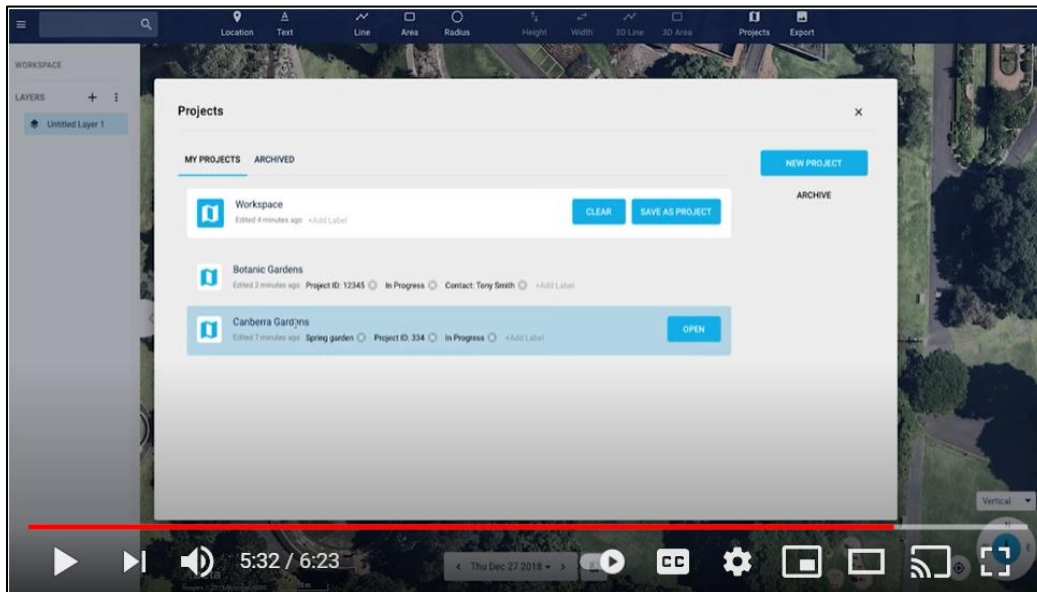 Location Text Line Area Radius Height Width 3D Line 3D Area Projects Export
WORKSPACE
LAYERS + ⋮
Untitled Layer 1
Projects ×
MY PROJECTS ARCHIVED
NEW PROJECT
ARCHIVE
Workspace
Edited 4 minutes ago +Add Label
CLEAR SAVE AS PROJECT
Botanic Gardens
Edited 2 minutes ago Project ID: 12345 In Progress Contact: Tony Smith +Add Label
Canberra Gardens
Edited 7 minutes ago Spring garden Project ID: 334 In Progress +Add Label
OPEN
Vertical
N
E
5:32 / 6:23
< Thu Dec 27 2018 >
CC